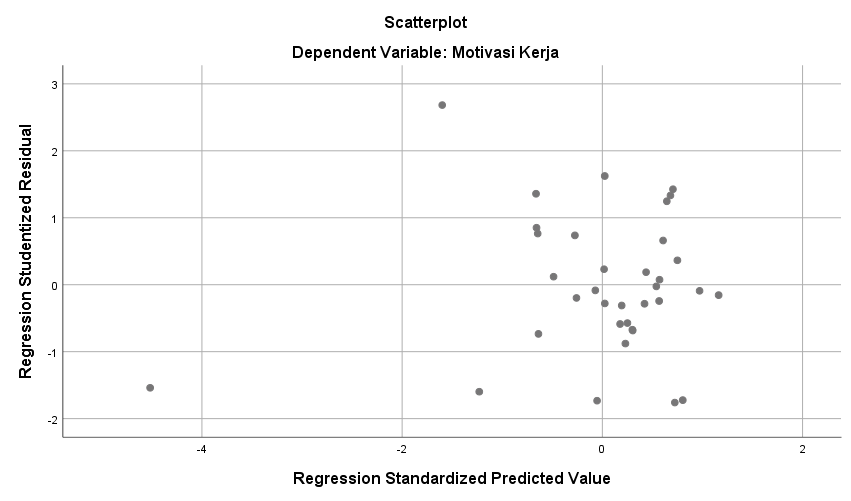 Scatterplot
Dependent Variable: Motivasi Kerja
Regression Studentized Residual
3
2
1
0
-1
-2
-4
-2
0
2
Regression Standardized Predicted Value